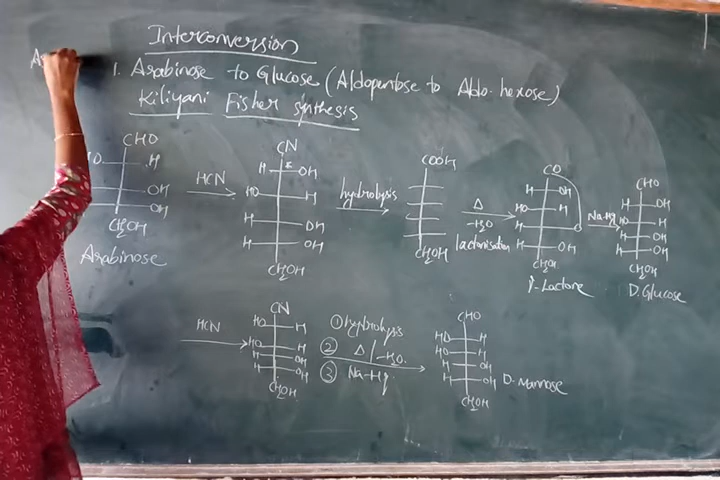 Interconversion
1. Arabinose to Glucose (Aldopentose to Aldo-hexose)
Kiliyani Fisher synthesis
CHO
O H
OH
OH
CH2OH
Arabinose
HCN
CN
H * OH
HO H
H OH
H OH
CH2OH
hydrolysis
COOH
CH2OH
Δ
-H2O
lactonisation
CO
H OH
HO H
H O
H OH
CH2OH
γ-Lactone
Na-Hg
CHO
H OH
HO H
H OH
H OH
CH2OH
D.Glucose
HCN
CN
HO H
HO H
H OH
H OH
CH2OH
① hydrolysis
② Δ/-H2O.
③ Na-Hg.
CHO
HO H
HO H
H OH
H OH
CH2OH
D-Mannose